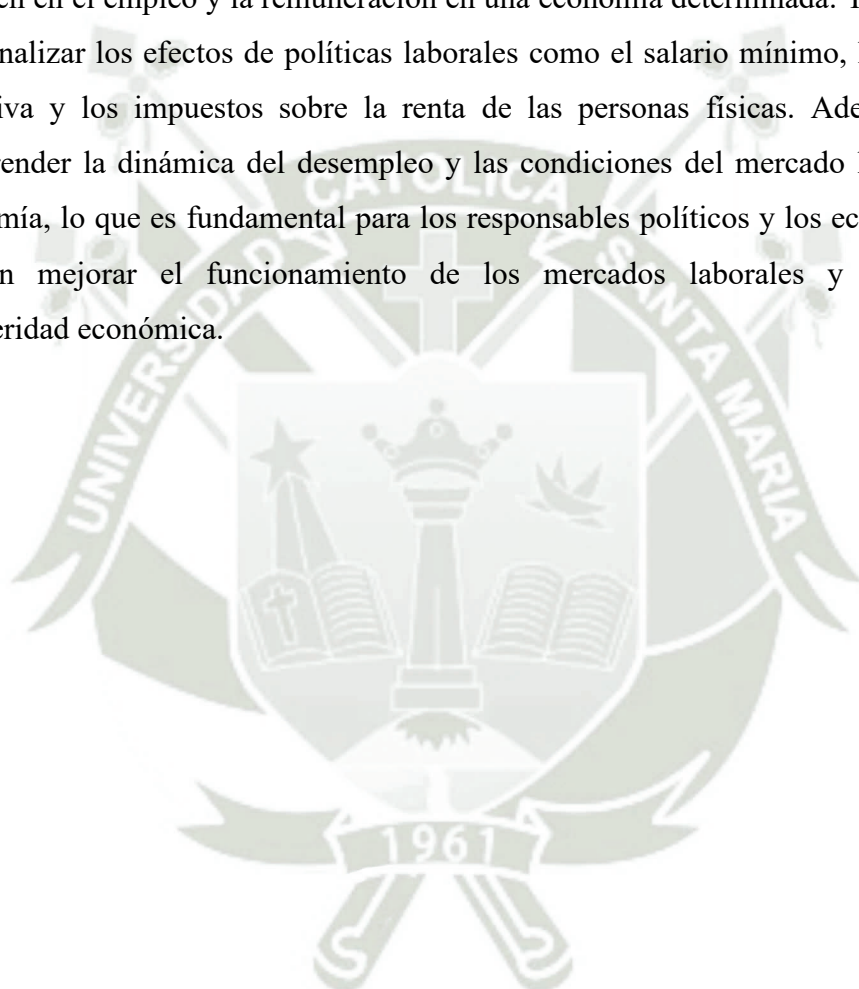 en en el empleo y la remuneración en una economía determinada.
nalizar los efectos de políticas laborales como el salario mínimo,
iva y los impuestos sobre la renta de las personas físicas. Ade
render la dinámica del desempleo y las condiciones del mercado
mía, lo que es fundamental para los responsables políticos y los ec
n mejorar el funcionamiento de los mercados laborales y
eridad económica.
UNIVERSIDAD CATOLICA SANTA MARIA
1961